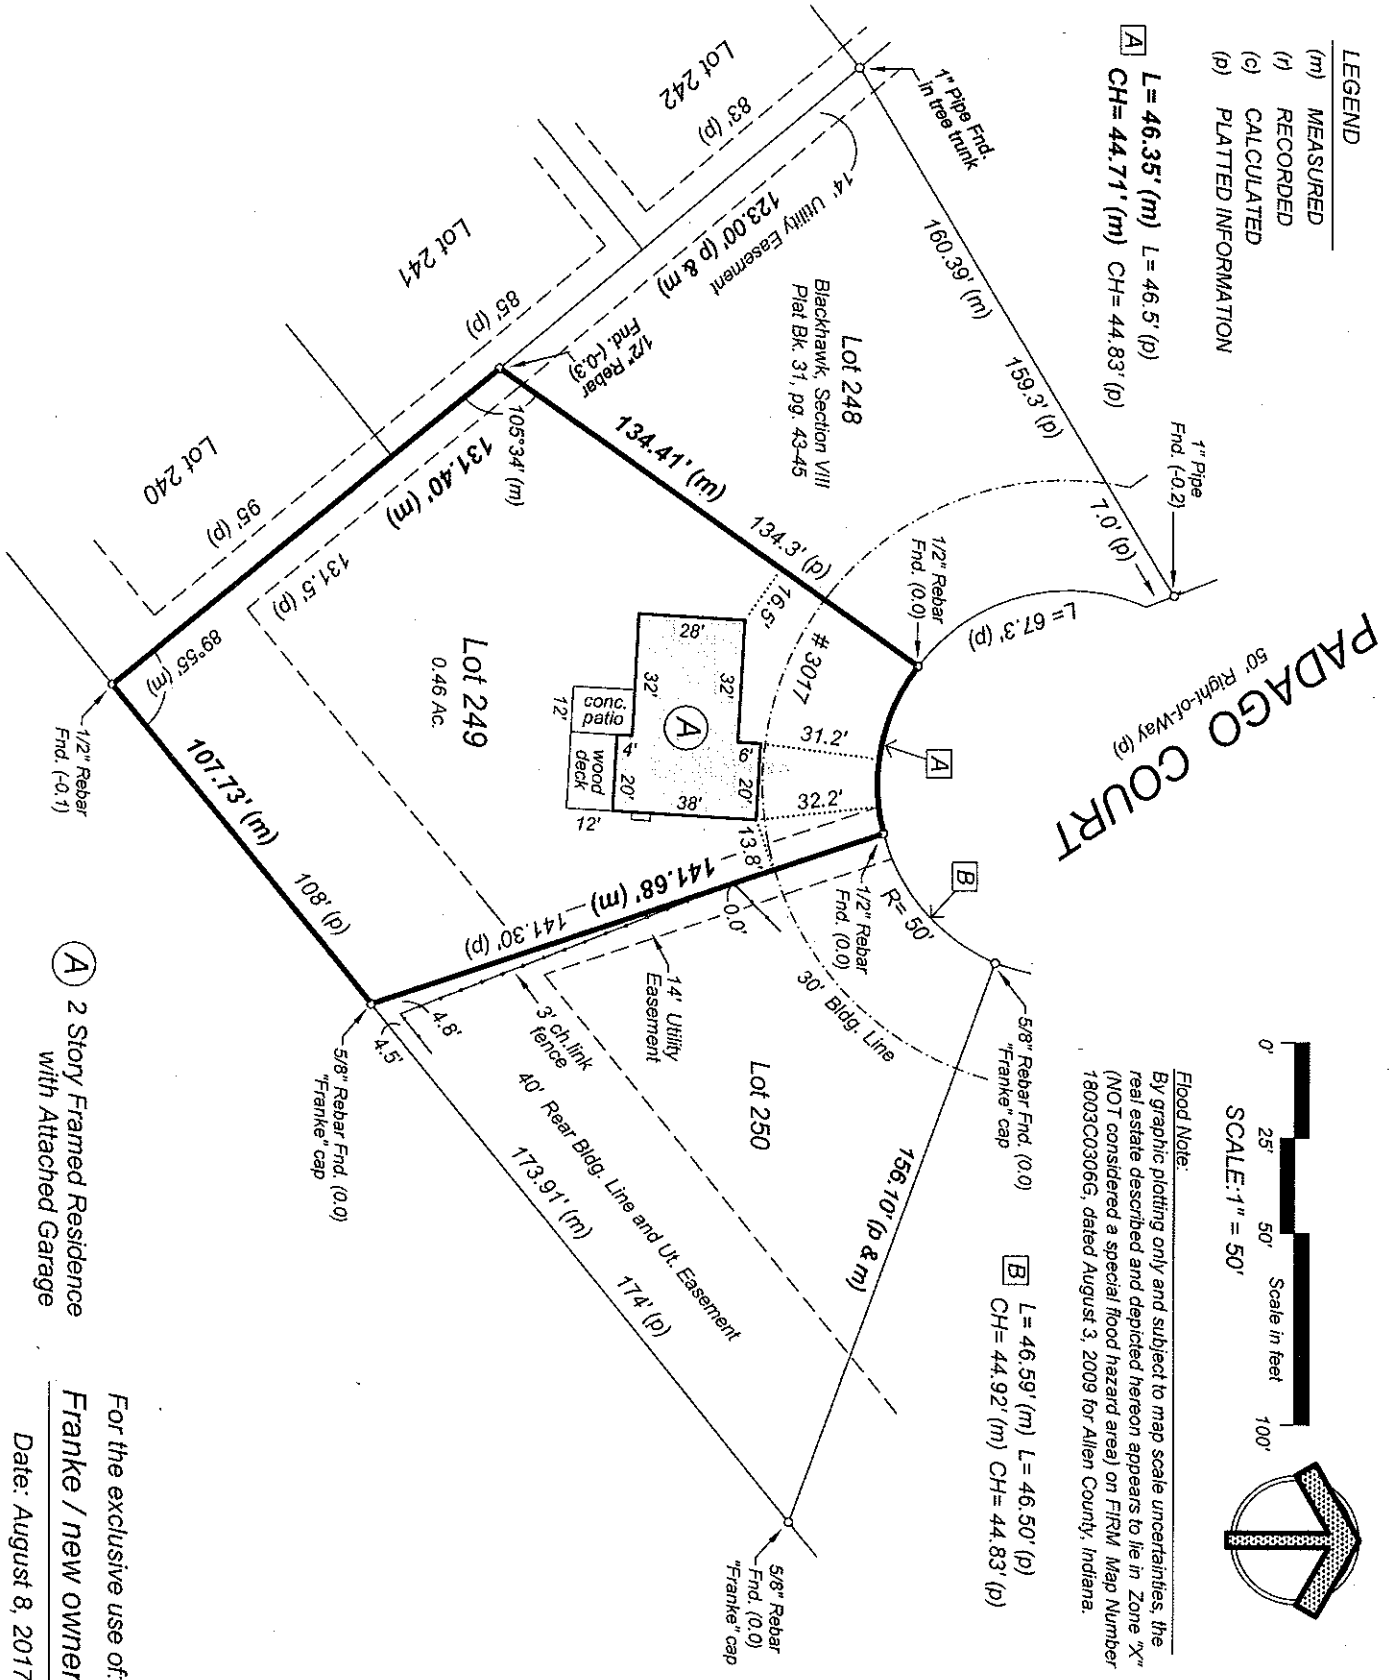 LEGEND
(m) MEASURED
(r) RECORDED
(c) CALCULATED
(p) PLATTED INFORMATION
A L= 46.35' (m) L= 46.5' (p)
CH= 44.71' (m) CH= 44.83' (p)
0' 25' 50' 100'
Scale in feet
SCALE:1" = 50'
Flood Note:
By graphic plotting only and subject to map scale uncertainties, the
real estate described and depicted hereon appears to lie in Zone "X"
(NOT considered a special flood hazard area) on FIRM Map Number
18003C0306G, dated August 3, 2009 for Allen County, Indiana.
B L= 46.59' (m) L= 46.50' (p)
CH= 44.92' (m) CH= 44.83' (p)
PADAGO COURT
50' Right-of-Way (p)
1" Pipe Fnd.
in tree trunk
160.39' (m)
159.3' (p)
1" Pipe
Fnd. (-0.2)
7.0' (p)
L= 67.3' (p)
1/2" Rebar
Fnd. (0.0)
A
B
R= 50'
5/8" Rebar Fnd. (0.0)
"Franke" cap
1/2" Rebar
Fnd. (0.0)
30' Bldg. Line
Lot 242
83' (p)
14' Utility Easement
123.00' (p & m)
Lot 248
Blackhawk, Section VIII
Plat Bk. 31, pg. 43-45
Lot 241
85' (p)
1/2" Rebar
Fnd. (-0.3)
134.41' (m)
134.3' (p)
# 3017
16.5'
31.2'
32.2'
13.8'
28'
32'
32'
A
6'
20'
38'
4'
20'
conc.
patio
12'
wood
deck
12'
105°34' (m)
131.40' (m)
131.5' (p)
Lot 240
95' (p)
Lot 249
0.46 Ac.
89°55' (m)
1/2" Rebar
Fnd. (-0.1)
107.73' (m)
108' (p)
141.68' (m)
141.30' (p)
0.0'
14' Utility
Easement
3' ch.link
fence
4.8'
4.5'
5/8" Rebar Fnd. (0.0)
"Franke" cap
Lot 250
156.10' (p & m)
40' Rear Bldg. Line and Ut. Easement
173.91' (m)
174' (p)
5/8" Rebar
Fnd. (0.0)
"Franke" cap
A 2 Story Framed Residence
with Attached Garage
For the exclusive use of:
Franke / new owner
Date: August 8, 2017